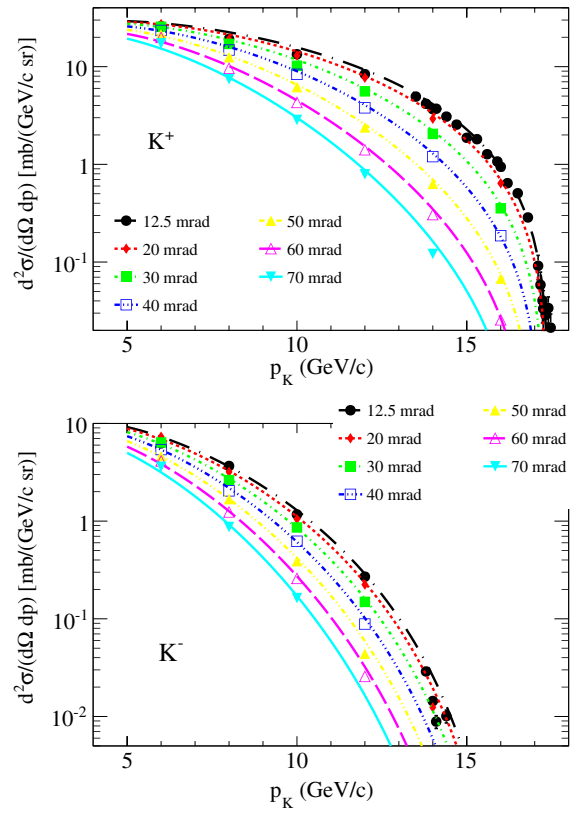 10
1
10⁻¹
d²σ/(dΩ dp) [mb/(GeV/c sr)]
K⁺
12.5 mrad
20 mrad
30 mrad
40 mrad
50 mrad
60 mrad
70 mrad
5 10 15
p_K (GeV/c)
10
1
10⁻¹
10⁻²
d²σ/(dΩ dp) [mb/(GeV/c sr)]
K⁻
12.5 mrad
20 mrad
30 mrad
40 mrad
50 mrad
60 mrad
70 mrad
5 10 15
p_K (GeV/c)